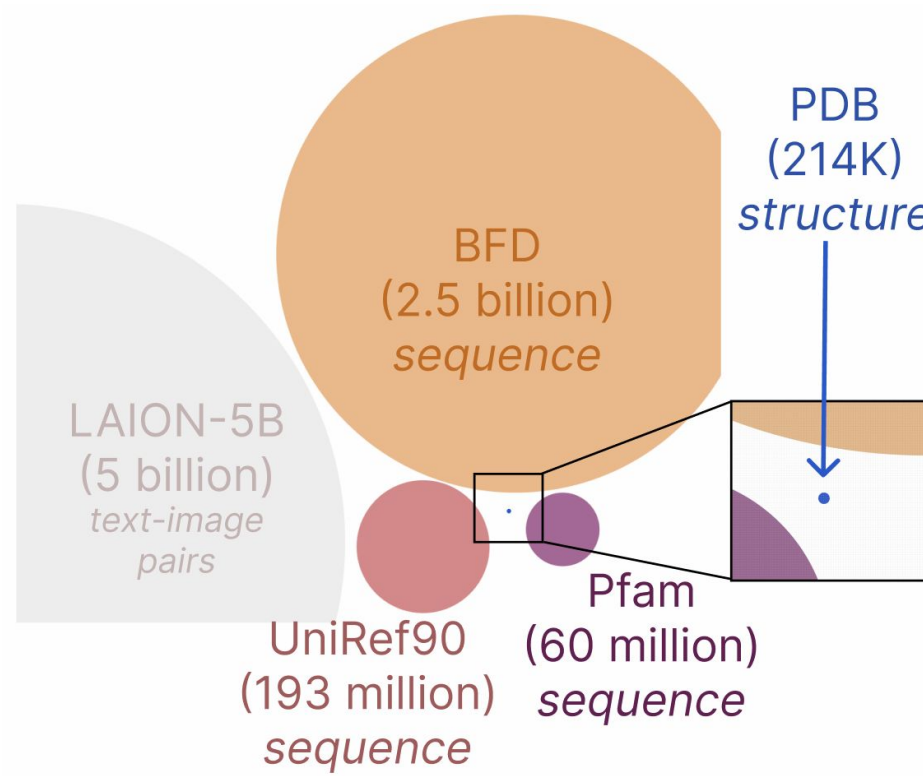 PDB
(214K)
structure
BFD
(2.5 billion)
sequence
LAION-5B
(5 billion)
text-image
pairs
Pfam
(60 million)
sequence
UniRef90
(193 million)
sequence